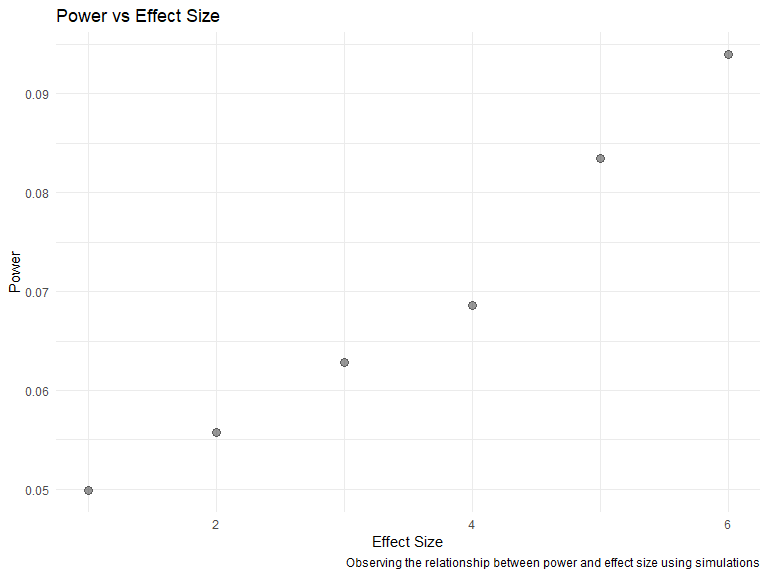 Power vs Effect Size
0.09
0.08
0.07
0.06
0.05
Power
2 4 6
Effect Size
Observing the relationship between power and effect size using simulations